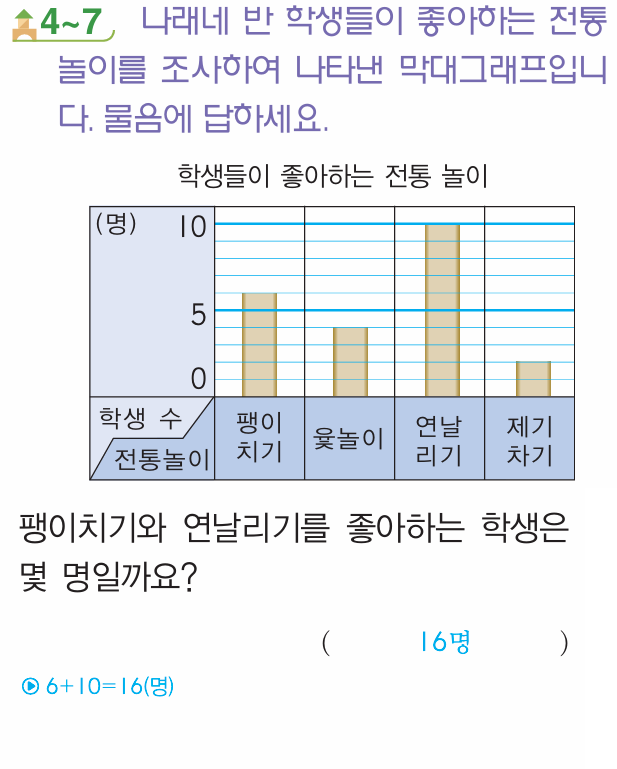 4~7 나래네 반 학생들이 좋아하는 전통
놀이를 조사하여 나타낸 막대그래프입니
다. 물음에 답하세요.
학생들이 좋아하는 전통 놀이
(명)
10
5
0
학생 수
전통놀이
팽이
치기
윷놀이
연날
리기
제기
차기
팽이치기와 연날리기를 좋아하는 학생은
몇 명일까요?
( 16명 )
6+10=16(명)